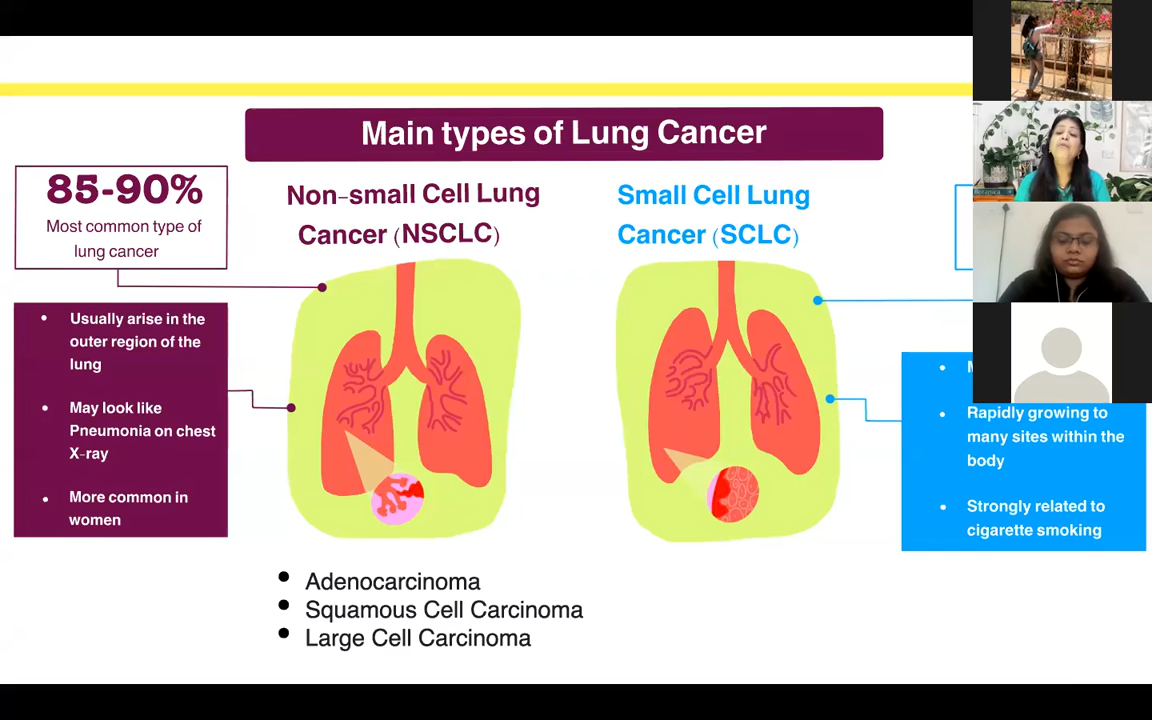 Main types of Lung Cancer
85-90%
Most common type of
lung cancer
Non-small Cell Lung
Cancer (NSCLC)
Small Cell Lung
Cancer (SCLC)
• Usually arise in the
outer region of the
lung
• May look like
Pneumonia on chest
X-ray
• More common in
women
• Rapidly growing to
many sites within the
body
• Strongly related to
cigarette smoking
• Adenocarcinoma
• Squamous Cell Carcinoma
• Large Cell Carcinoma